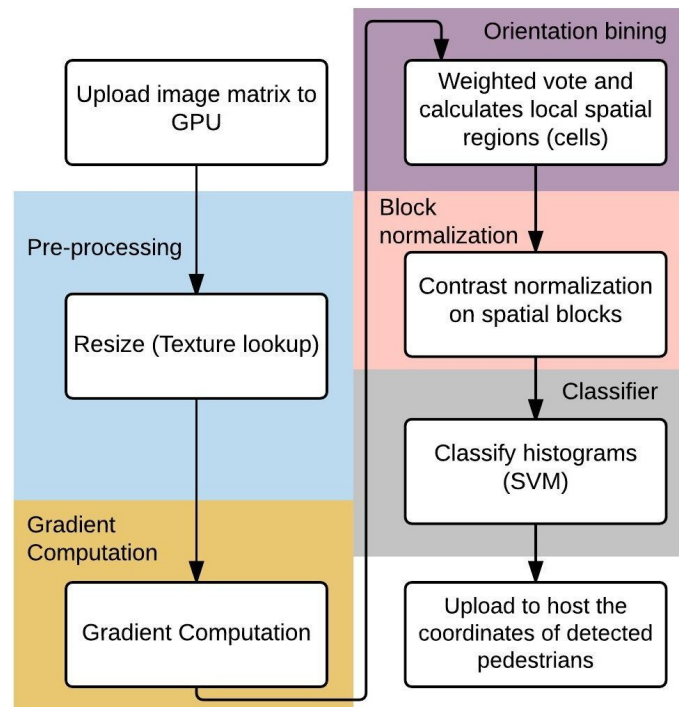 Upload image matrix to
GPU
Pre-processing
Resize (Texture lookup)
Gradient
Computation
Gradient Computation
Orientation bining
Weighted vote and
calculates local spatial
regions (cells)
Block
normalization
Contrast normalization
on spatial blocks
Classifier
Classify histograms
(SVM)
Upload to host the
coordinates of detected
pedestrians